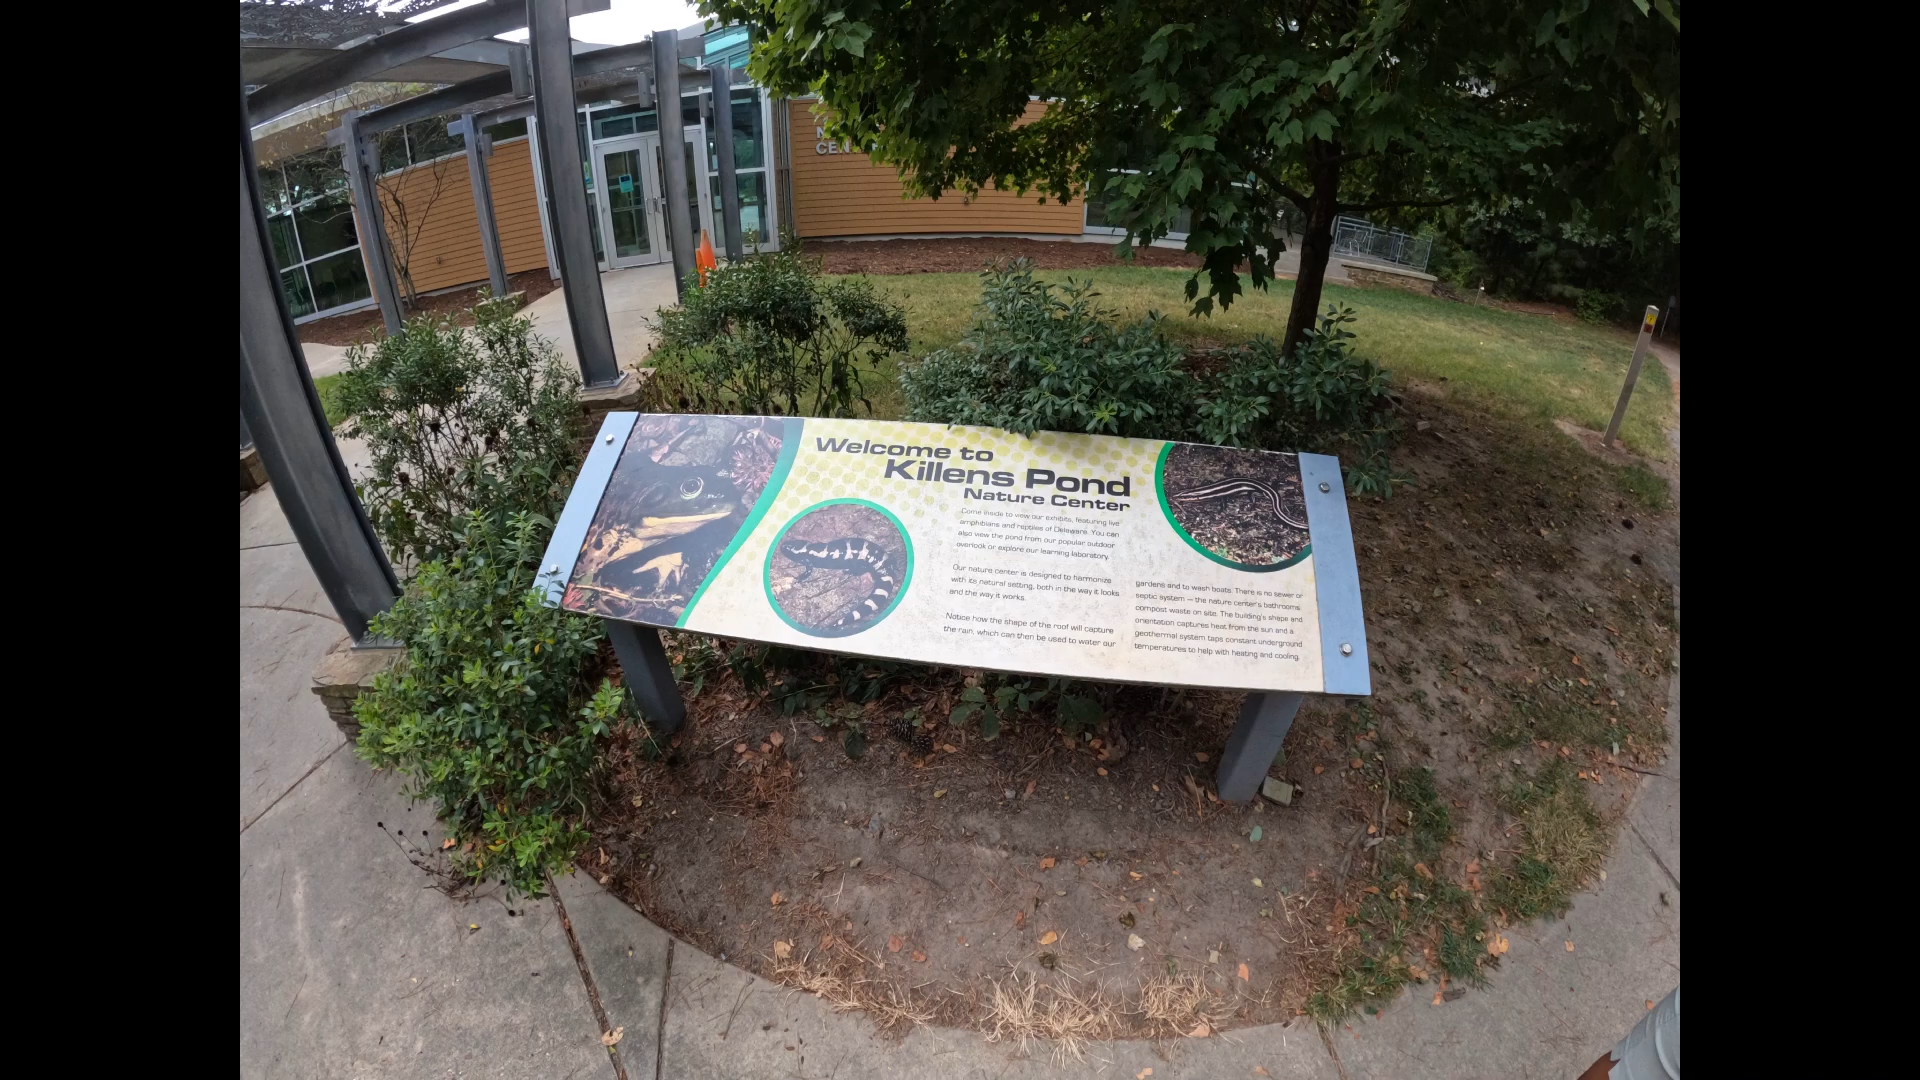 CEN
Welcome to
Killens Pond
Nature Center
Come inside to view our exhibits, featuring live
amphibians and reptiles of Delaware. You can
also view the pond from our popular outdoor
overlook or explore our learning laboratory.
Our nature center is designed to harmonize
with its natural setting, both in the way it looks
and the way it works.
Notice how the shape of the roof will capture
the rain, which can then be used to water our
gardens and to wash boats. There is no sewer or
septic system — the nature center's bathrooms
compost waste on site. The building's shape and
orientation captures heat from the sun and a
geothermal system taps constant underground
temperatures to help with heating and cooling.